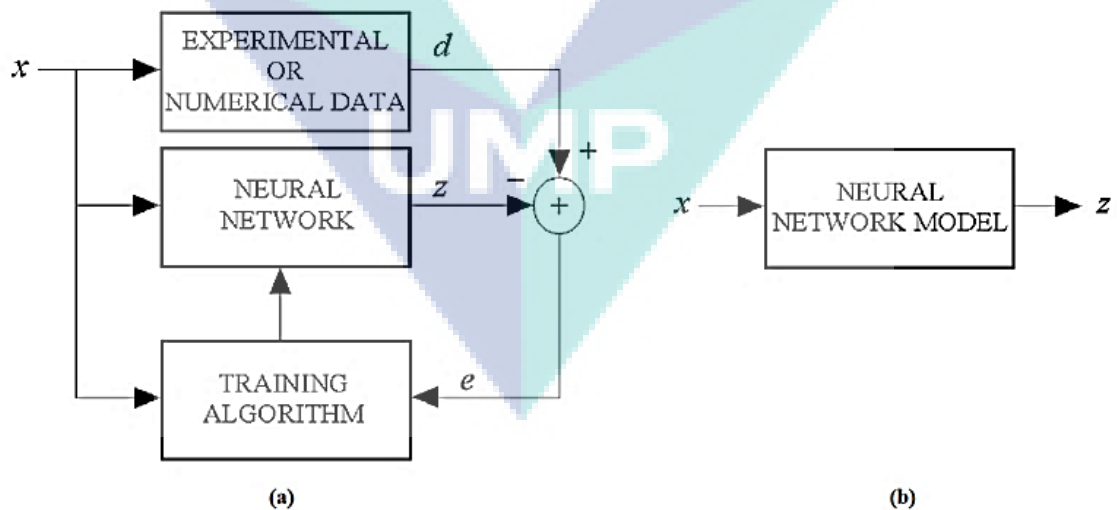 EXPERIMENTAL
OR
NUMERICAL DATA
x
d
+
UMP
NEURAL
NETWORK
z
−
+
TRAINING
ALGORITHM
e
(a)
x
NEURAL
NETWORK MODEL
z
(b)